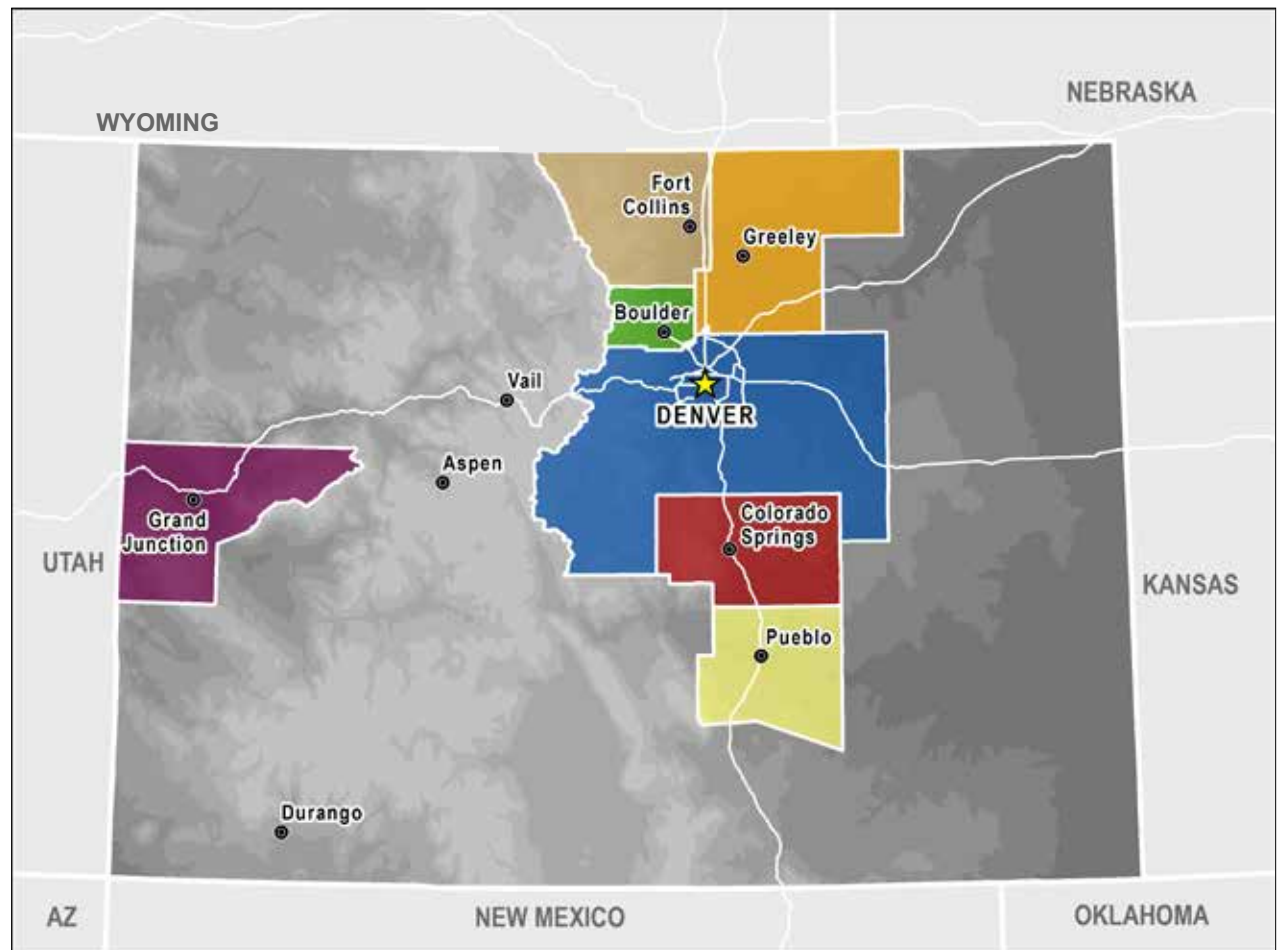 NEBRASKA
WYOMING
Fort
Collins
Greeley
Boulder
Vail
DENVER
Aspen
Grand
Junction
Colorado
Springs
UTAH
KANSAS
Pueblo
Durango
AZ
NEW MEXICO
OKLAHOMA